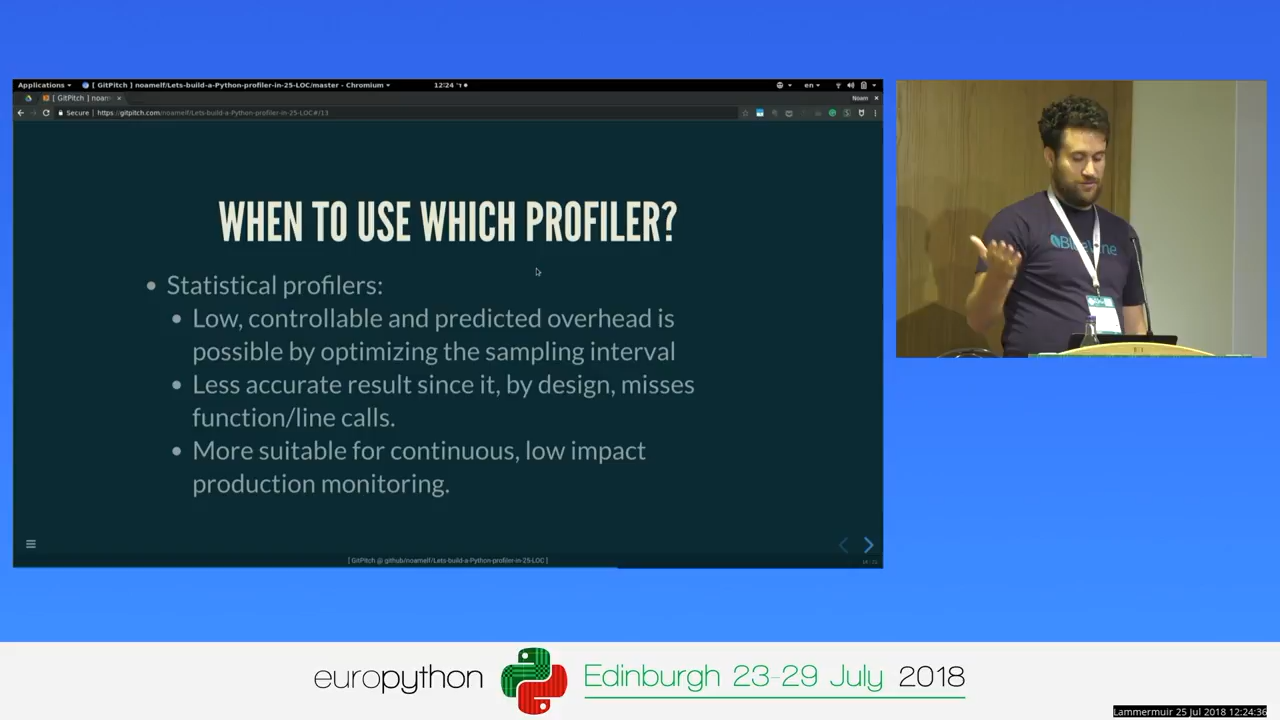 Applications
[ GitPitch ] noamelf/Lets-build-a-Python-profiler-in-25-LOC/master - Chromium
12:24
en
[ GitPitch ] noam
Noam
Secure
https://gitpitch.com/noamelf/Lets-build-a-Python-profiler-in-25-LOC#/13
WHEN TO USE WHICH PROFILER?
Statistical profilers:
Low, controllable and predicted overhead is
possible by optimizing the sampling interval
Less accurate result since it, by design, misses
function/line calls.
More suitable for continuous, low impact
production monitoring.
[ GitPitch @ github/noamelf/Lets-build-a-Python-profiler-in-25-LOC ]
europython
Edinburgh 23-29 July 2018
Lammermuir 25 Jul 2018 12:24:36